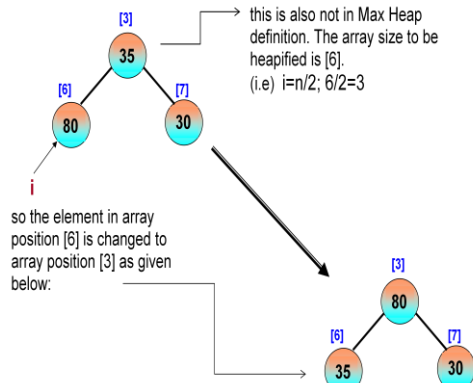 [3]
35
this is also not in Max Heap
definition. The array size to be
heapified is [6].
(i.e) i=n/2; 6/2=3
[6]
80
[7]
30
i
so the element in array
position [6] is changed to
array position [3] as given
below:
[3]
80
[6]
35
[7]
30